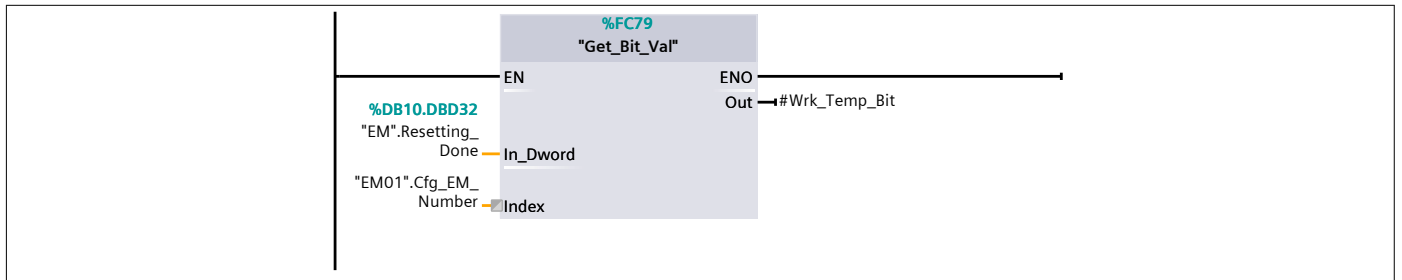 %FC79
"Get_Bit_Val"
EN
ENO
Out
#Wrk_Temp_Bit
%DB10.DBD32
"EM".Resetting_
Done
In_Dword
"EM01".Cfg_EM_
Number
Index